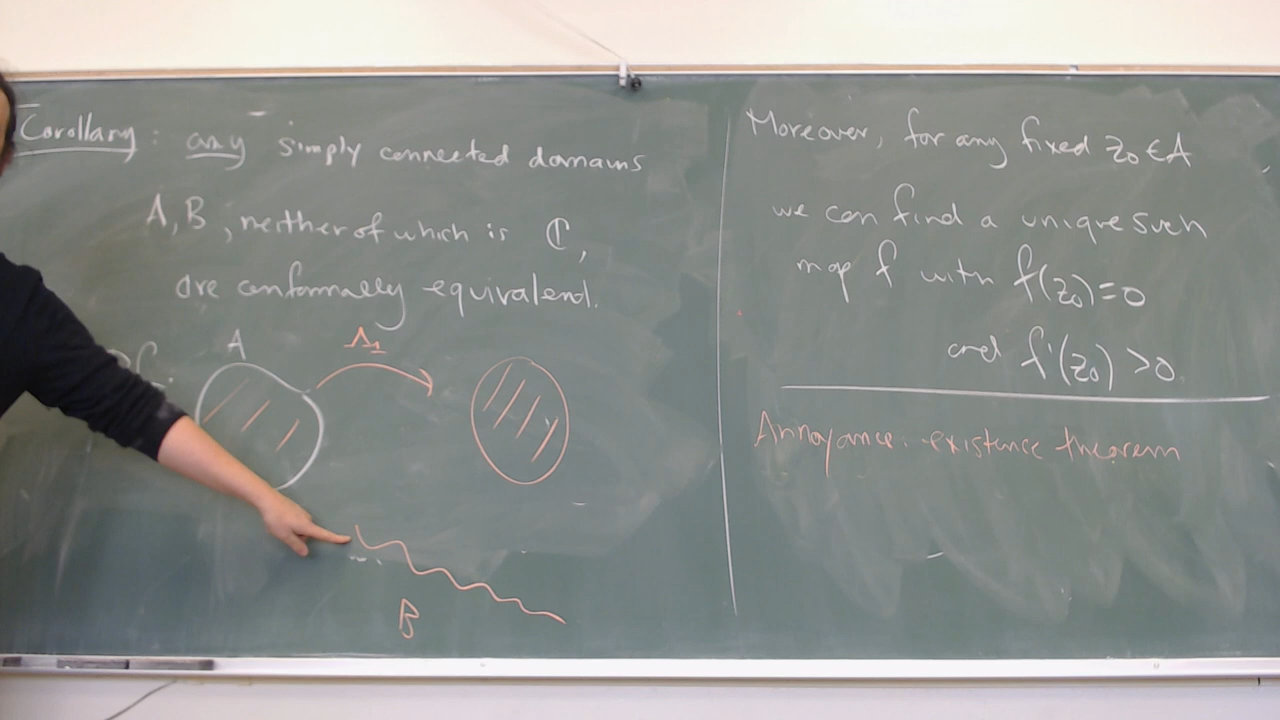 Corollary: any simply connected domains
A, B, neither of which is ℂ,
are conformally equivalent.
A
B
Moreover, for any fixed z₀ ∈ A
we can find a unique such
map f with f(z₀) = 0
and f'(z₀) > 0.
Annoyance: existence theorem